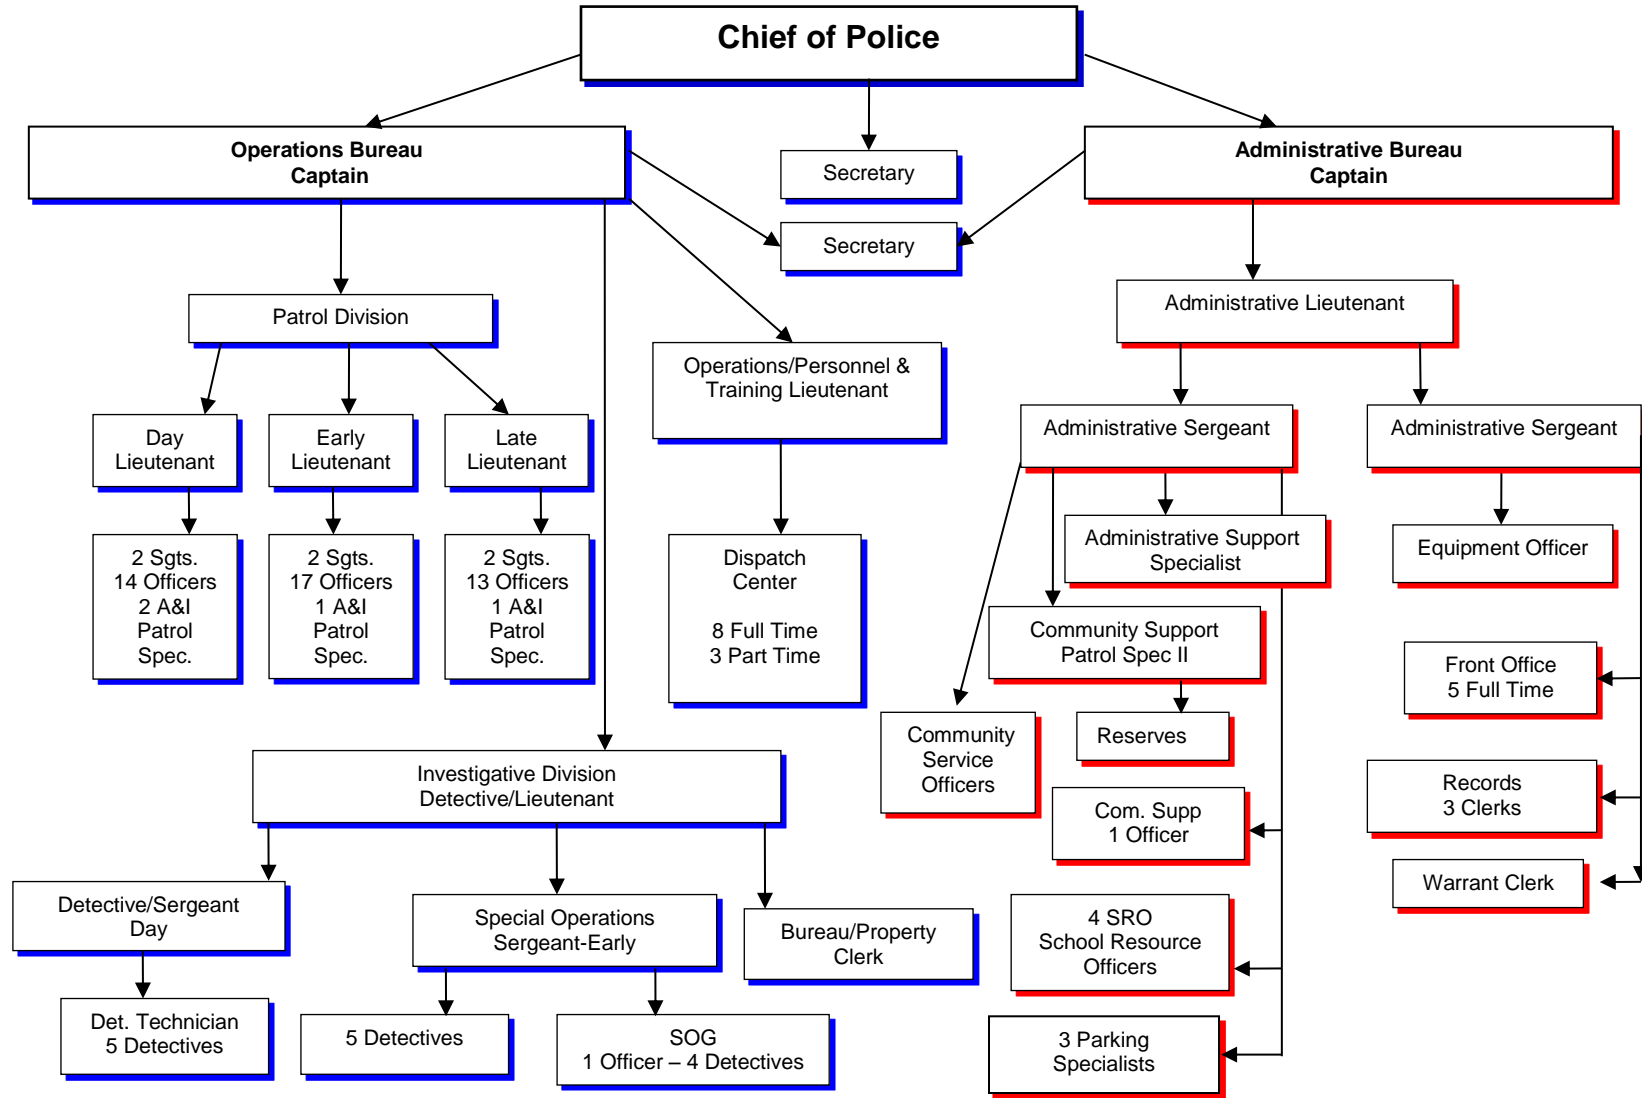 Chief of Police
Operations Bureau
Captain
Secretary
Administrative Bureau
Captain
Secretary
Patrol Division
Administrative Lieutenant
Operations/Personnel &
Training Lieutenant
Day
Lieutenant
Early
Lieutenant
Late
Lieutenant
Administrative Sergeant
Administrative Sergeant
2 Sgts.
14 Officers
2 A&I
Patrol
Spec.
2 Sgts.
17 Officers
1 A&I
Patrol
Spec.
2 Sgts.
13 Officers
1 A&I
Patrol
Spec.
Dispatch
Center
8 Full Time
3 Part Time
Administrative Support
Specialist
Equipment Officer
Community Support
Patrol Spec II
Front Office
5 Full Time
Community
Service
Officers
Reserves
Investigative Division
Detective/Lieutenant
Com. Supp
1 Officer
Records
3 Clerks
Warrant Clerk
Detective/Sergeant
Day
Special Operations
Sergeant-Early
Bureau/Property
Clerk
4 SRO
School Resource
Officers
Det. Technician
5 Detectives
5 Detectives
SOG
1 Officer – 4 Detectives
3 Parking
Specialists